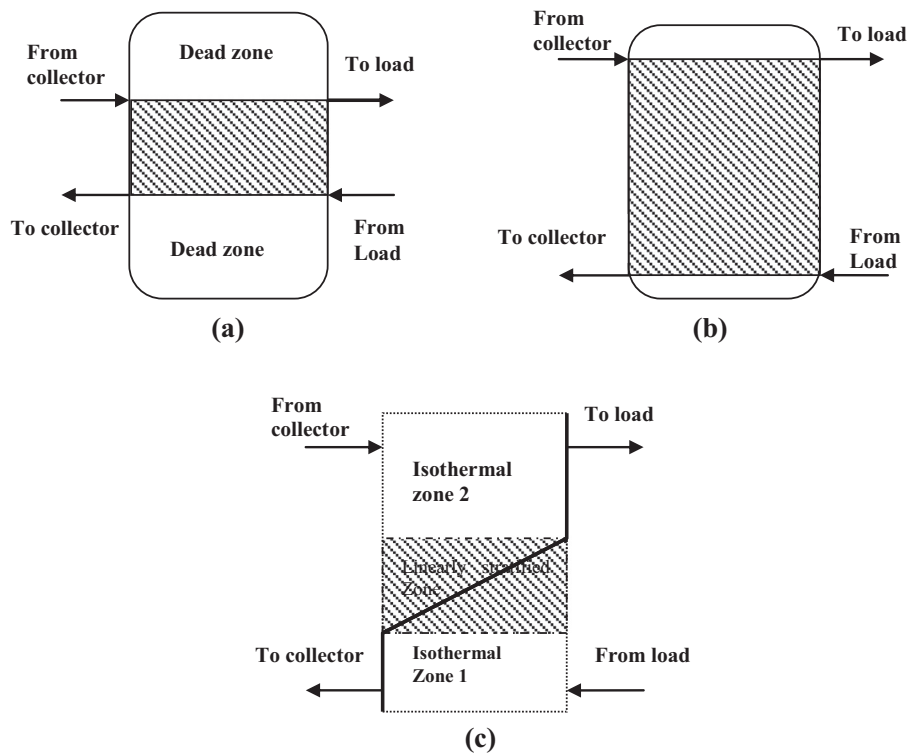 From
collector
Dead zone
To load
To collector
Dead zone
From
Load
(a)
From
collector
To load
To collector
From
Load
(b)
From
collector
To load
Isothermal
zone 2
Linearly stratified
Zone
To collector
Isothermal
Zone 1
From load
(c)